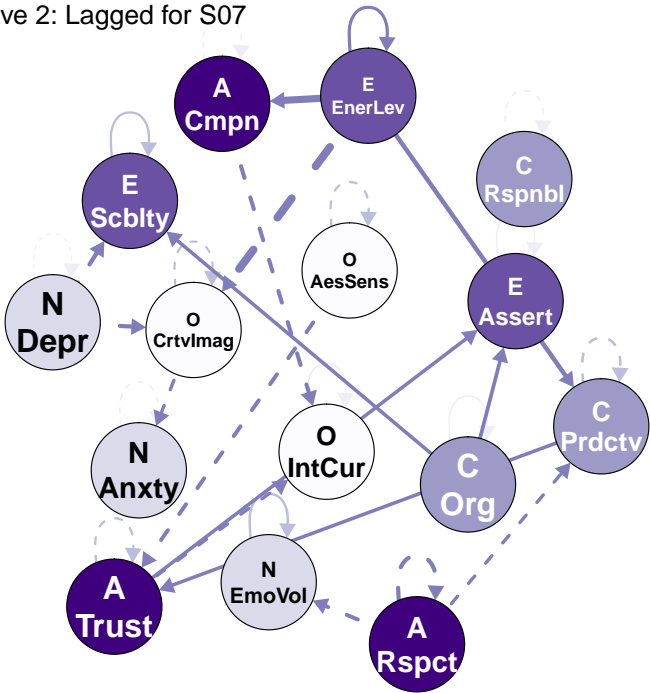 ve 2: Lagged for S07
A
Cmpn
E
EnerLev
C
Rspnbl
E
Scblty
O
AesSens
N
Depr
O
CrtvImag
E
Assert
C
Prdctv
O
IntCur
N
Anxty
C
Org
N
EmoVol
A
Trust
A
Rspct